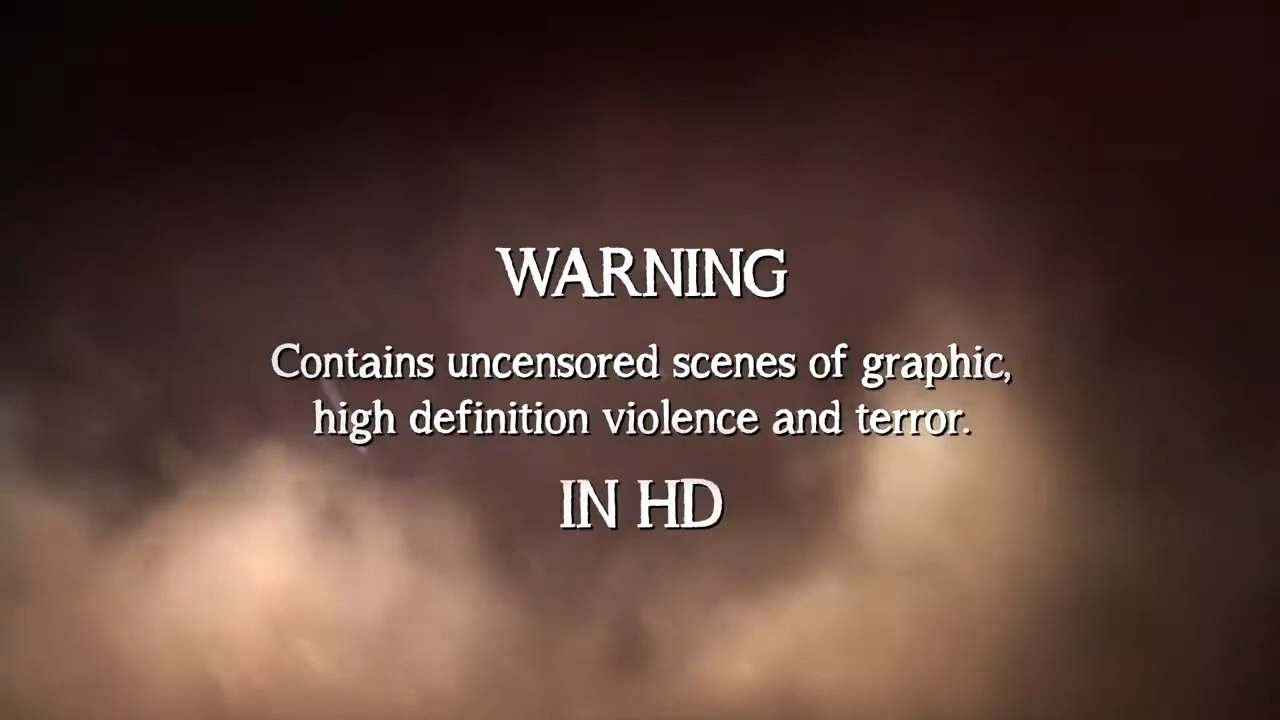 WARNING
Contains uncensored scenes of graphic,
high definition violence and terror.
IN HD